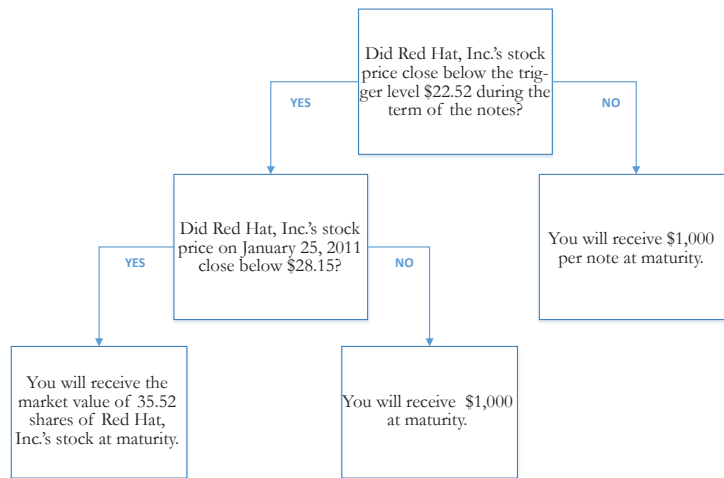 Did Red Hat, Inc.'s stock
price close below the trig-
ger level $22.52 during the
term of the notes?
YES
NO
Did Red Hat, Inc.'s stock
price on January 25, 2011
close below $28.15?
You will receive $1,000
per note at maturity.
YES
NO
You will receive the
market value of 35.52
shares of Red Hat,
Inc.'s stock at maturity.
You will receive $1,000
at maturity.